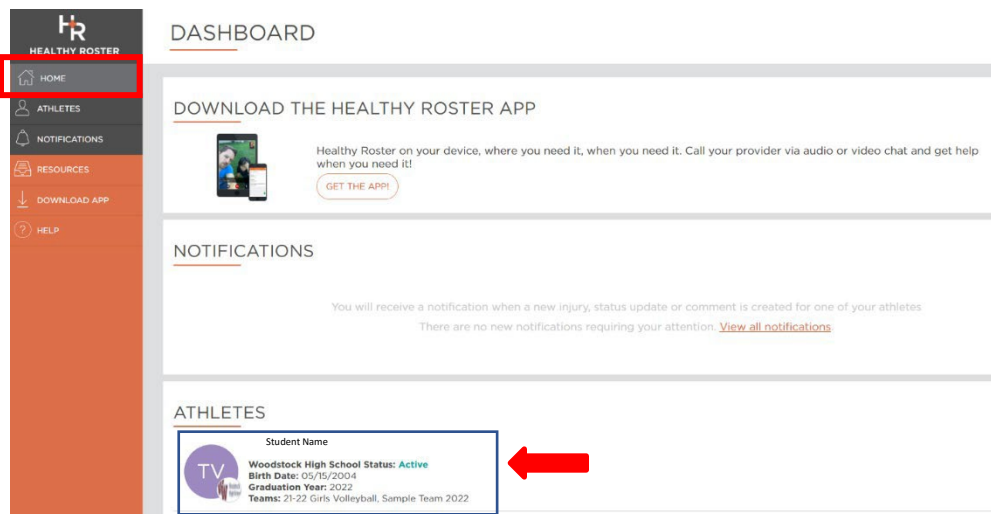 HR
HEALTHY ROSTER
HOME
ATHLETES
NOTIFICATIONS
RESOURCES
DOWNLOAD APP
? HELP
DASHBOARD
DOWNLOAD THE HEALTHY ROSTER APP
Healthy Roster on your device, where you need it, when you need it. Call your provider via audio or video chat and get help
when you need it!
GET THE APP!
NOTIFICATIONS
You will receive a notification when a new injury, status update or comment is created for one of your athletes
There are no new notifications requiring your attention. View all notifications
ATHLETES
Student Name
TV
Woodstock High School Status: Active
Birth Date: 05/15/2004
Graduation Year: 2022
Teams: 21-22 Girls Volleyball, Sample Team 2022